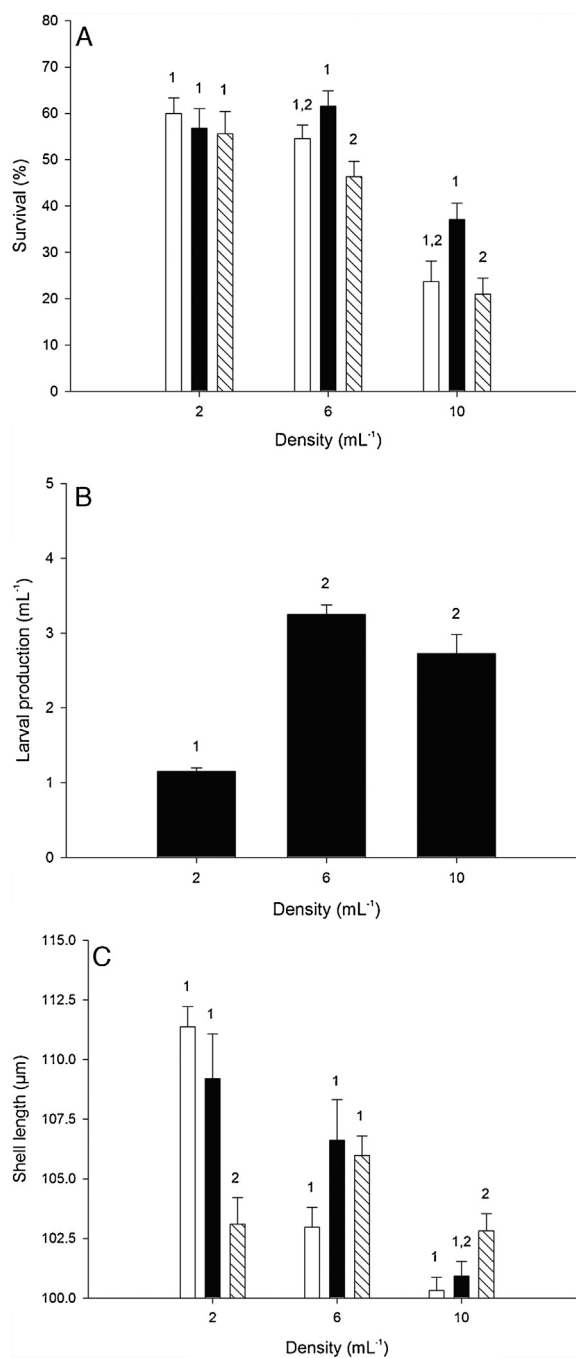 A
80
70
60
50
40
30
20
10
0
Survival (%)
1 1 1
1,2 1 2
1,2 1 2
2 6 10
Density (mL⁻¹)
B
5
4
3
2
1
0
Larval production (mL⁻¹)
1 2 2
2 6 10
Density (mL⁻¹)
C
115.0
112.5
110.0
107.5
105.0
102.5
100.0
Shell length (µm)
1 1 2
1 1 1
1 1,2 2
2 6 10
Density (mL⁻¹)